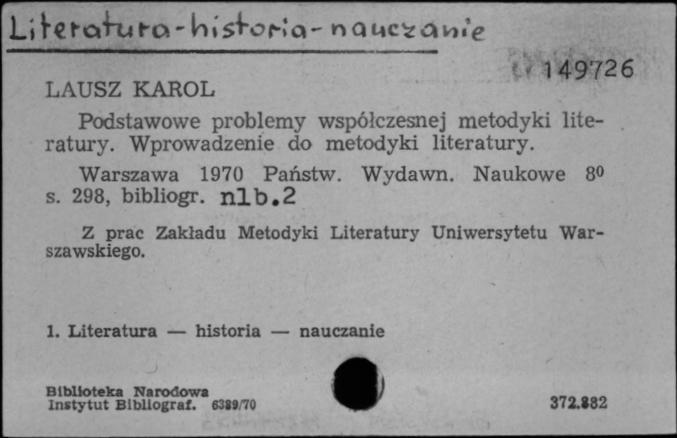 Literatura-historia-nauczanie
149726
LAUSZ KAROL
Podstawowe problemy współczesnej metodyki lite-
ratury. Wprowadzenie do metodyki literatury.
Warszawa 1970 Państw. Wydawn. Naukowe 8⁰
s. 298, bibliogr. nlb.2
Z prac Zakładu Metodyki Literatury Uniwersytetu War-
szawskiego.
1. Literatura — historia — nauczanie
Biblioteka Narodowa
Instytut Bibliograf. 6389/70
372.882